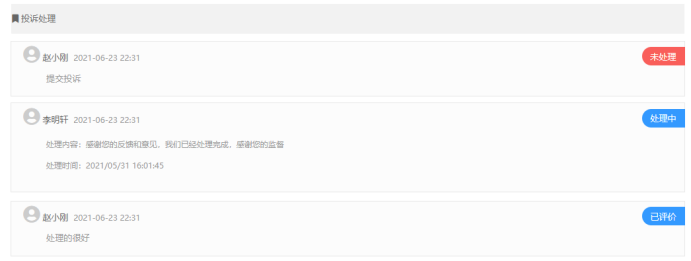 投诉处理
赵小刚 2021-06-23 22:31 未处理
提交投诉
李明轩 2021-06-23 22:31 处理中
处理内容：感谢您的反馈和意见，我们已经处理完成，感谢您的监督
处理时间：2021/05/31 16:01:45
赵小刚 2021-06-23 22:31 已评价
处理的很好